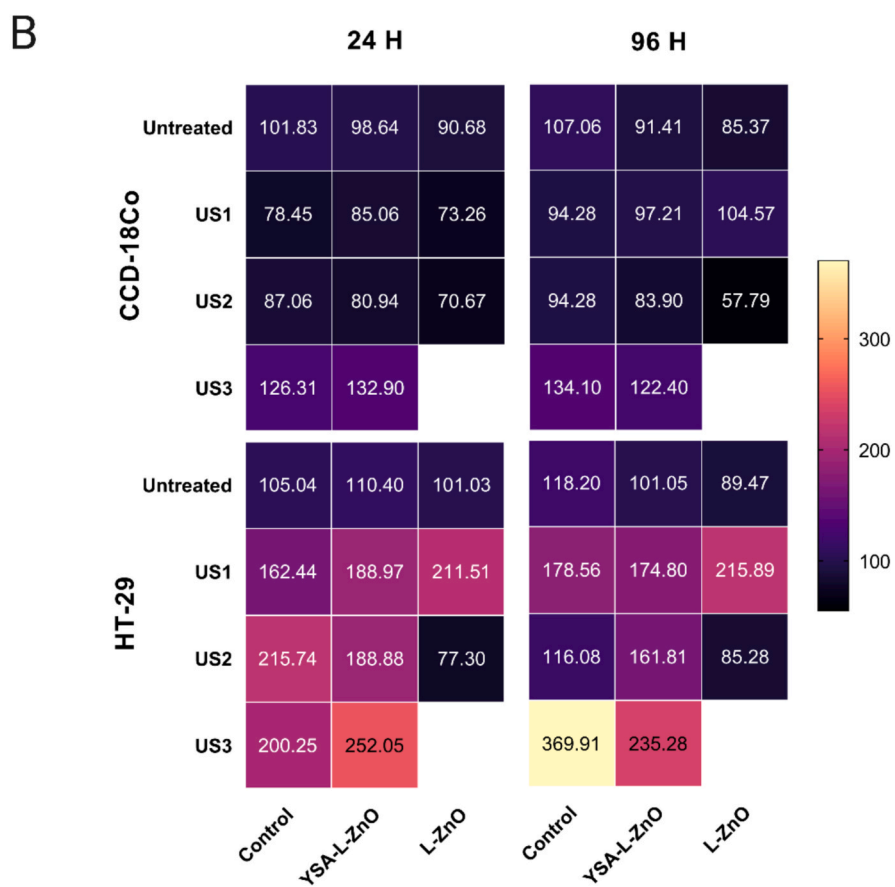 B
24 H 96 H
CCD-18Co
Untreated 101.83 98.64 90.68 107.06 91.41 85.37
US1 78.45 85.06 73.26 94.28 97.21 104.57
US2 87.06 80.94 70.67 94.28 83.90 57.79
US3 126.31 132.90 134.10 122.40
HT-29
Untreated 105.04 110.40 101.03 118.20 101.05 89.47
US1 162.44 188.97 211.51 178.56 174.80 215.89
US2 215.74 188.88 77.30 116.08 161.81 85.28
US3 200.25 252.05 369.91 235.28
Control YSA-L-ZnO L-ZnO Control YSA-L-ZnO L-ZnO
300
200
100